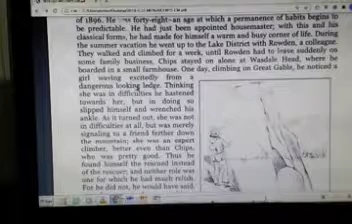 of 1896. He was forty-eight—an age at which a permanence of habits begins to
be predictable. He had just been appointed housemaster; with this and his
classical forms, he had made for himself a warm and busy corner of life. During
the summer vacation he went up to the Lake District with Rowden, a colleague.
They walked and climbed for a week, until Rowden had to leave suddenly on
some family business. Chips stayed on alone at Wasdale Head, where he
boarded in a small farmhouse. One day, climbing on Great Gable, he noticed a
girl waving excitedly from a
dangerous looking ledge. Thinking
she was in difficulties he hastened
towards her, but in doing so
slipped himself and wrenched his
ankle. As it turned out, she was not
in difficulties at all, but was merely
signaling to a friend farther down
the mountain; she was an expert
climber, better even than Chips,
who was pretty good. Thus he
found himself the rescued instead
of the rescuer; and neither role was
one for which he had much relish.
For he did not, he would have said,